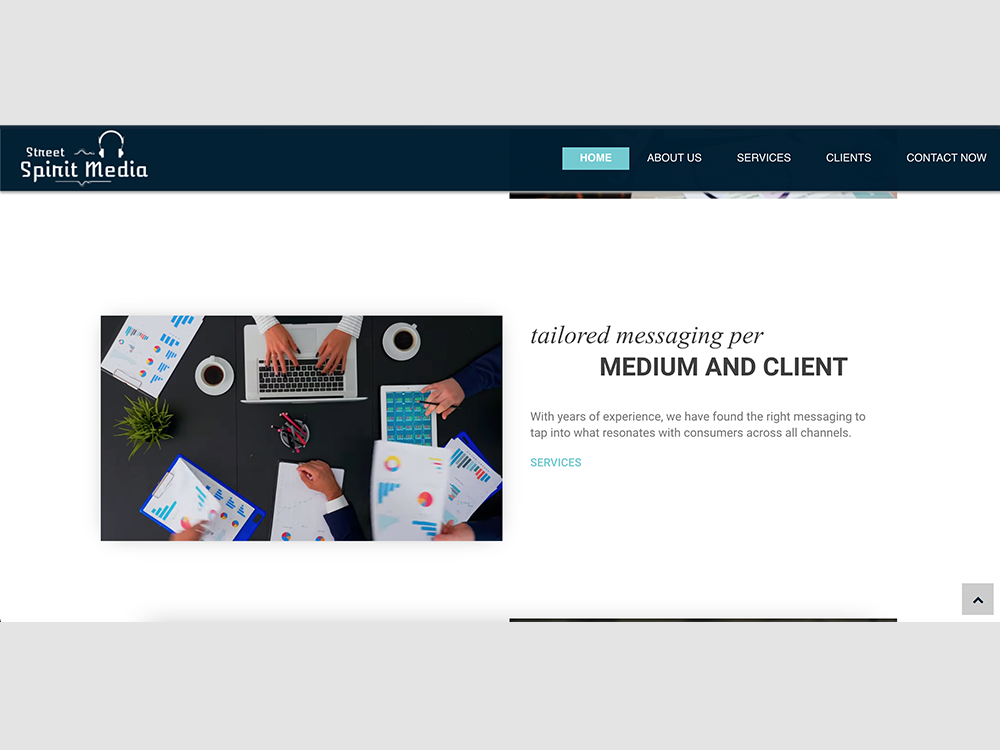 Street
Spirit Media
HOME
ABOUT US
SERVICES
CLIENTS
CONTACT NOW
tailored messaging per
MEDIUM AND CLIENT
With years of experience, we have found the right messaging to
tap into what resonates with consumers across all channels.
SERVICES